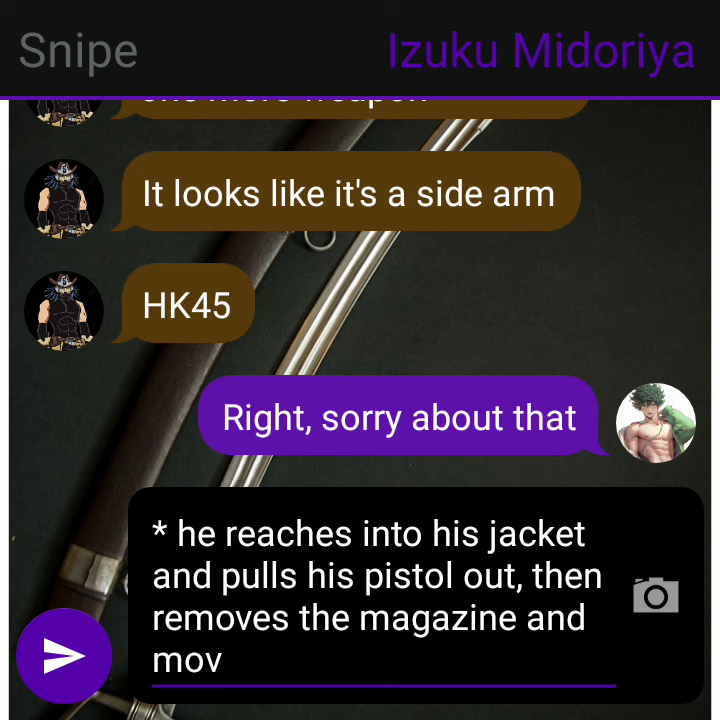 Snipe
Izuku Midoriya
It looks like it's a side arm
HK45
Right, sorry about that
* he reaches into his jacket
and pulls his pistol out, then
removes the magazine and
mov